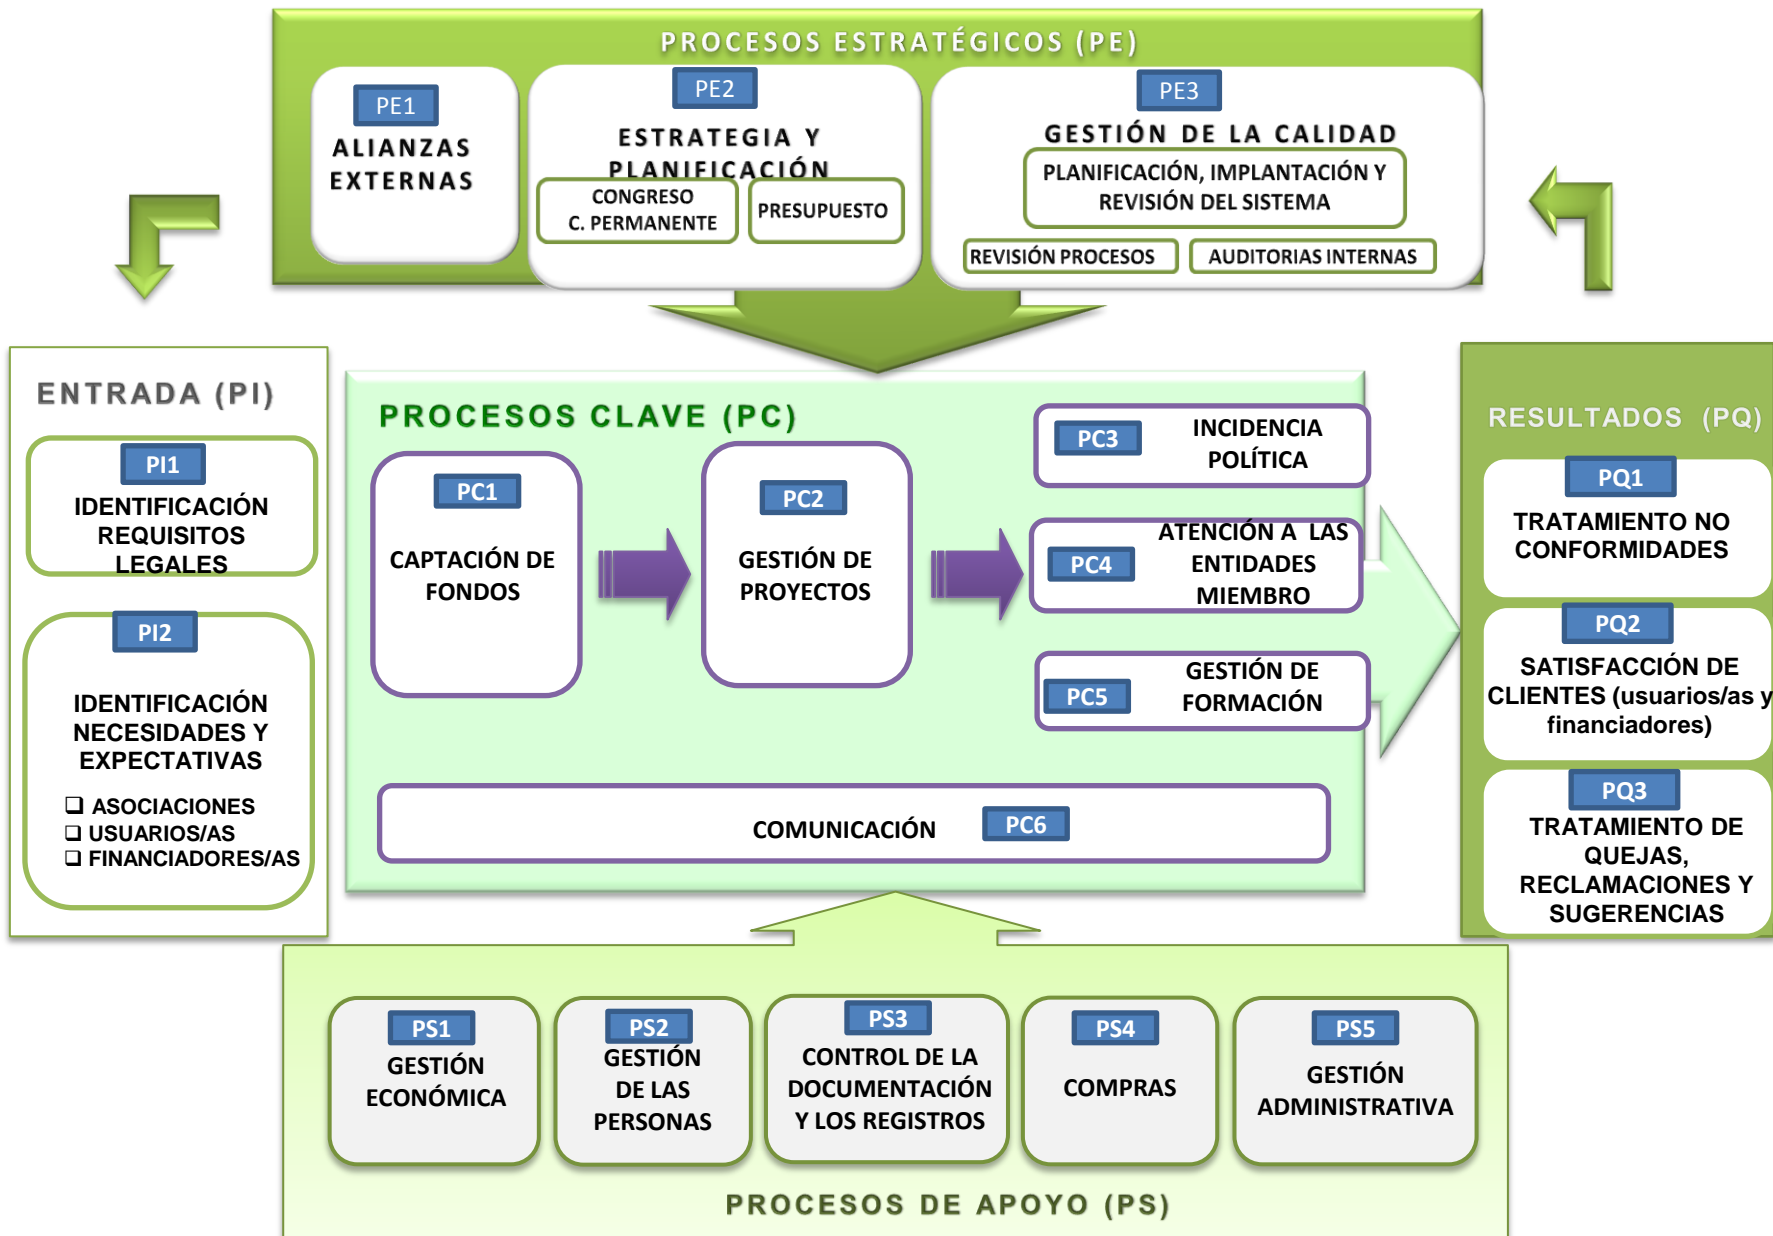 PROCESOS ESTRATÉGICOS (PE)
PE1
ALIANZAS
EXTERNAS
PE2
ESTRATEGIA Y
PLANIFICACIÓN
CONGRESO
C. PERMANENTE
PRESUPUESTO
PE3
GESTIÓN DE LA CALIDAD
PLANIFICACIÓN, IMPLANTACIÓN Y
REVISIÓN DEL SISTEMA
REVISIÓN PROCESOS
AUDITORIAS INTERNAS
ENTRADA (PI)
PI1
IDENTIFICACIÓN
REQUISITOS
LEGALES
PI2
IDENTIFICACIÓN
NECESIDADES Y
EXPECTATIVAS
❑ ASOCIACIONES
❑ USUARIOS/AS
❑ FINANCIADORES/AS
PROCESOS CLAVE (PC)
PC1
CAPTACIÓN DE
FONDOS
PC2
GESTIÓN DE
PROYECTOS
PC3
INCIDENCIA
POLÍTICA
PC4
ATENCIÓN A LAS
ENTIDADES
MIEMBRO
PC5
GESTIÓN DE
FORMACIÓN
COMUNICACIÓN PC6
RESULTADOS (PQ)
PQ1
TRATAMIENTO NO
CONFORMIDADES
PQ2
SATISFACCIÓN DE
CLIENTES (usuarios/as y
financiadores)
PQ3
TRATAMIENTO DE
QUEJAS,
RECLAMACIONES Y
SUGERENCIAS
PS1
GESTIÓN
ECONÓMICA
PS2
GESTIÓN
DE LAS
PERSONAS
PS3
CONTROL DE LA
DOCUMENTACIÓN
Y LOS REGISTROS
PS4
COMPRAS
PS5
GESTIÓN
ADMINISTRATIVA
PROCESOS DE APOYO (PS)